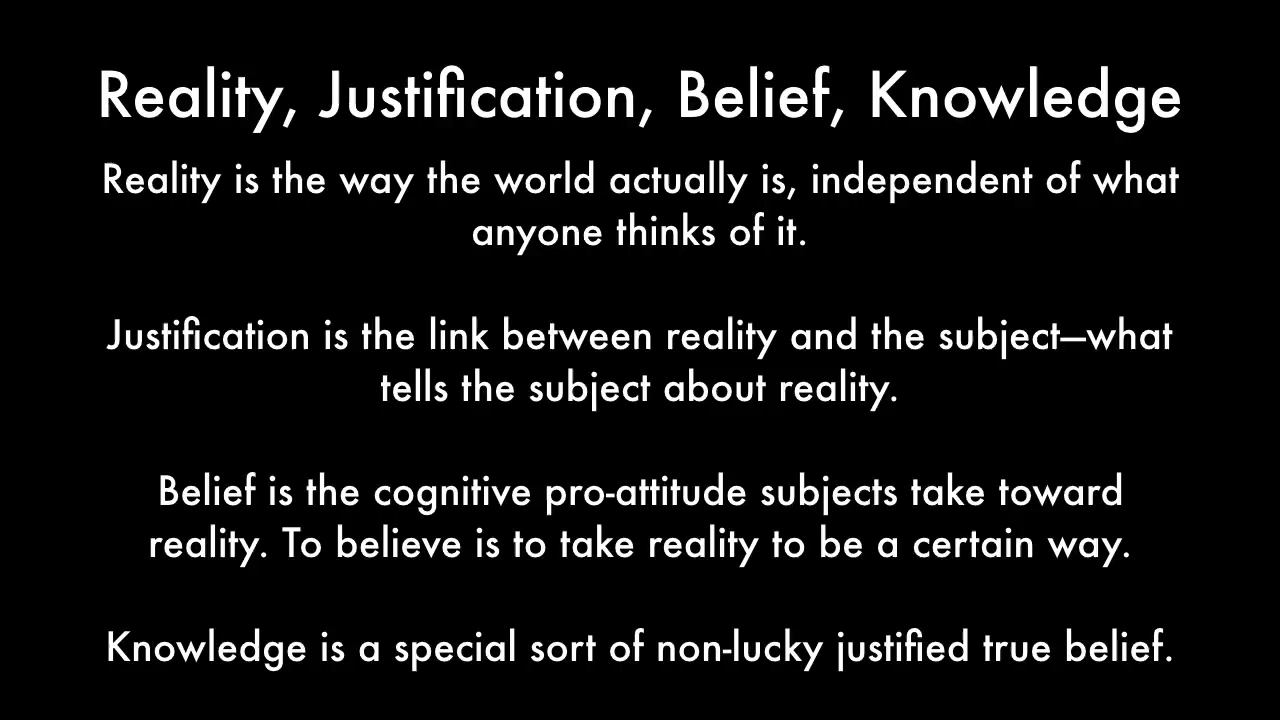 Reality, Justification, Belief, Knowledge
Reality is the way the world actually is, independent of what
anyone thinks of it.
Justification is the link between reality and the subject—what
tells the subject about reality.
Belief is the cognitive pro-attitude subjects take toward
reality. To believe is to take reality to be a certain way.
Knowledge is a special sort of non-lucky justified true belief.